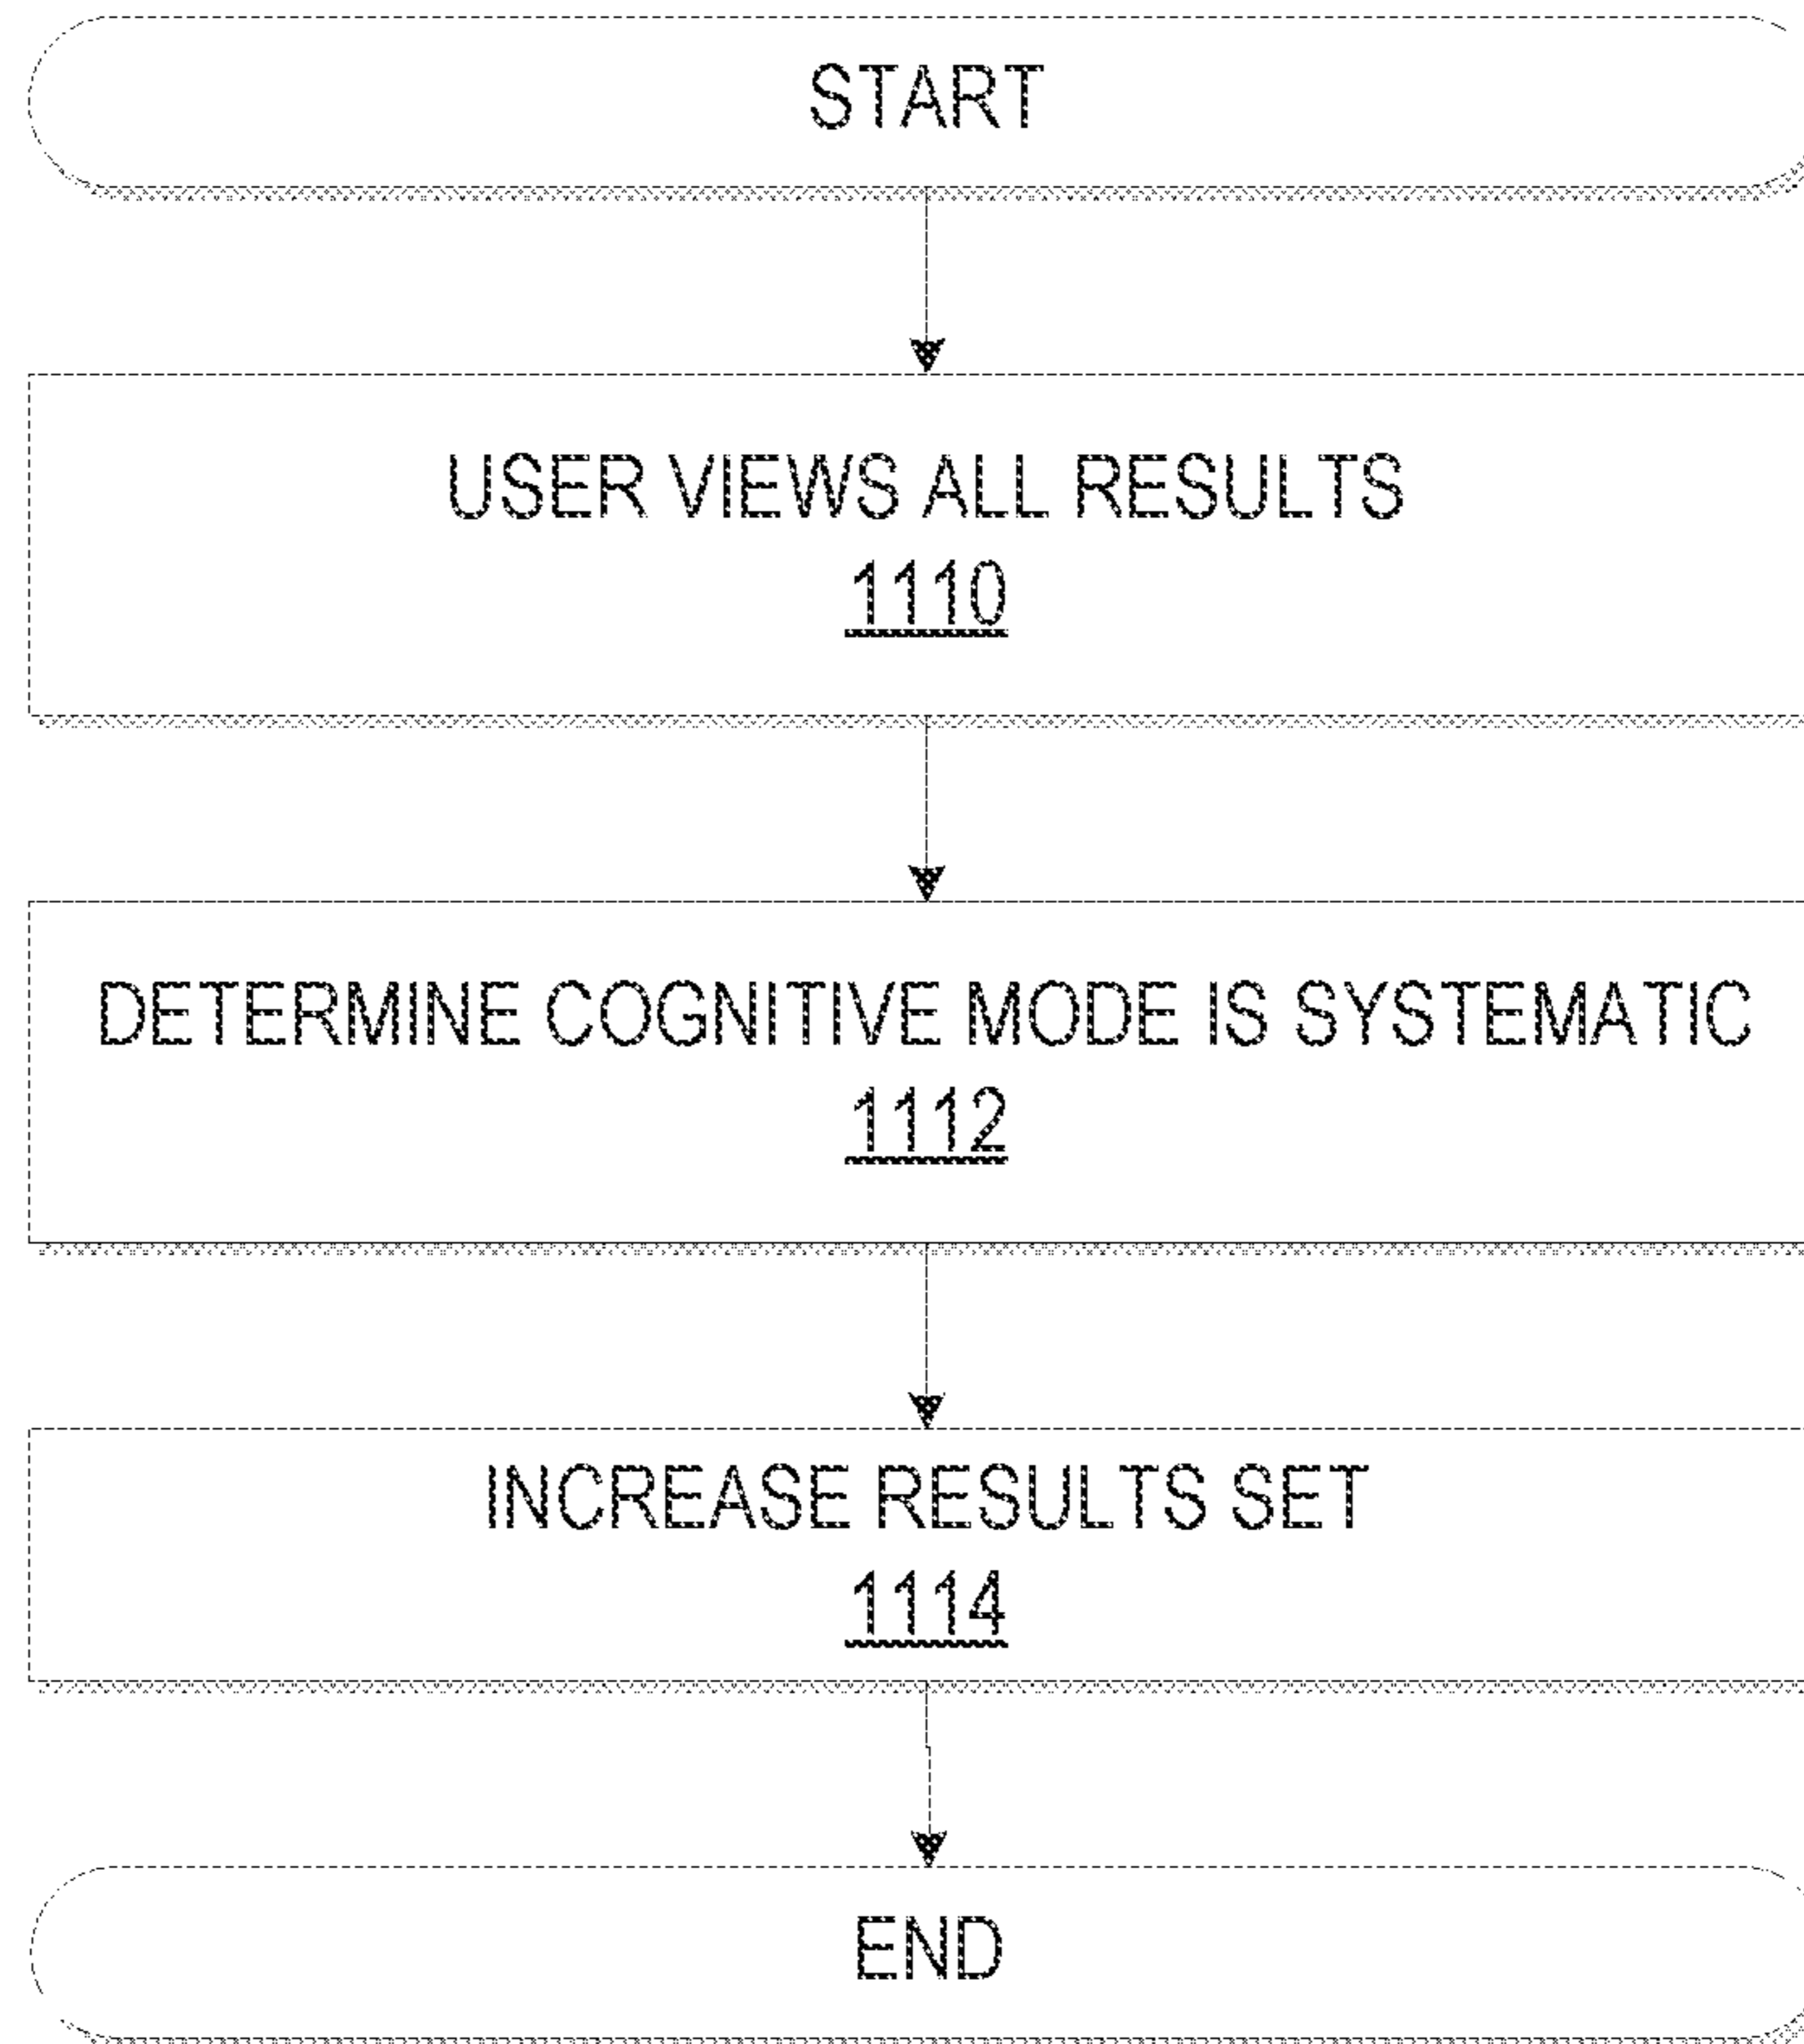 START
USER VIEWS ALL RESULTS
1110
DETERMINE COGNITIVE MODE IS SYSTEMATIC
1112
INCREASE RESULTS SET
1114
END